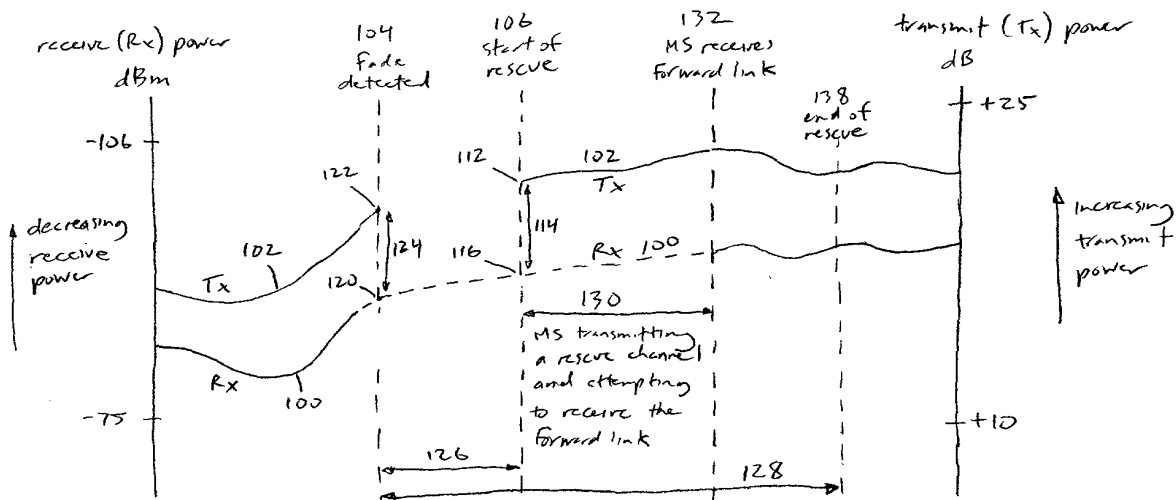 receive (Rx) power
dBm
104
Fade
detected
106
start of
rescue
132
MS receives
forward link
transmit (Tx) power
dB
138
end of
rescue
-106
+25
122
112
102
Tx
decreasing
receive
power
102
Tx
124
116
114
Rx 100
increasing
transmit
power
120
130
MS transmitting
a rescue channel
and attempting
to receive the
forward link
Rx
100
-75
+10
126
128